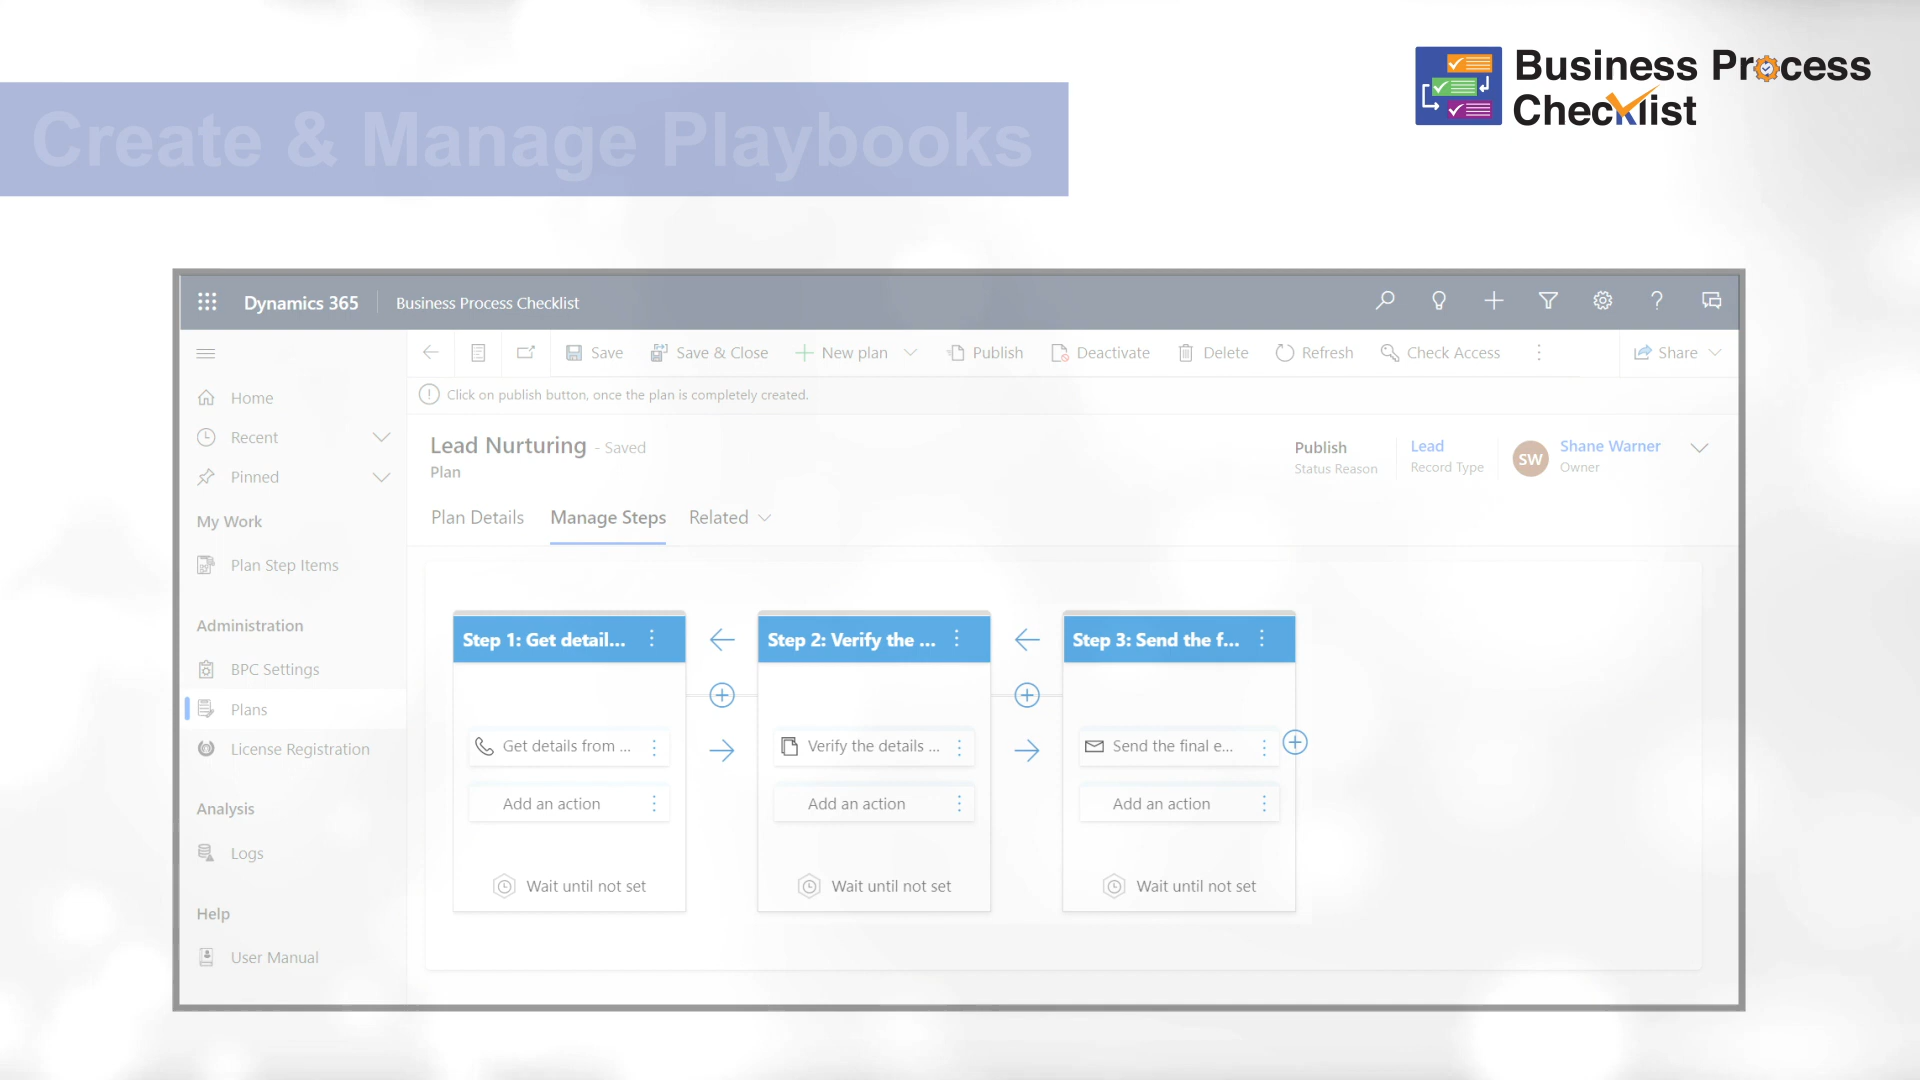 Business Process
Checklist
Create & Manage Playbooks
Dynamics 365 Business Process Checklist
Save Save & Close New plan Publish Deactivate Delete Refresh Check Access Share
Click on publish button, once the plan is completely created.
Home
Recent
Pinned
My Work
Plan Step Items
Administration
BPC Settings
Plans
License Registration
Analysis
Logs
Help
User Manual
Lead Nurturing - Saved
Plan
Publish
Status Reason
Lead
Record Type
SW
Shane Warner
Owner
Plan Details Manage Steps Related
Step 1: Get detail...
Get details from ...
Add an action
Wait until not set
Step 2: Verify the ...
Verify the details ...
Add an action
Wait until not set
Step 3: Send the f...
Send the final e...
Add an action
Wait until not set